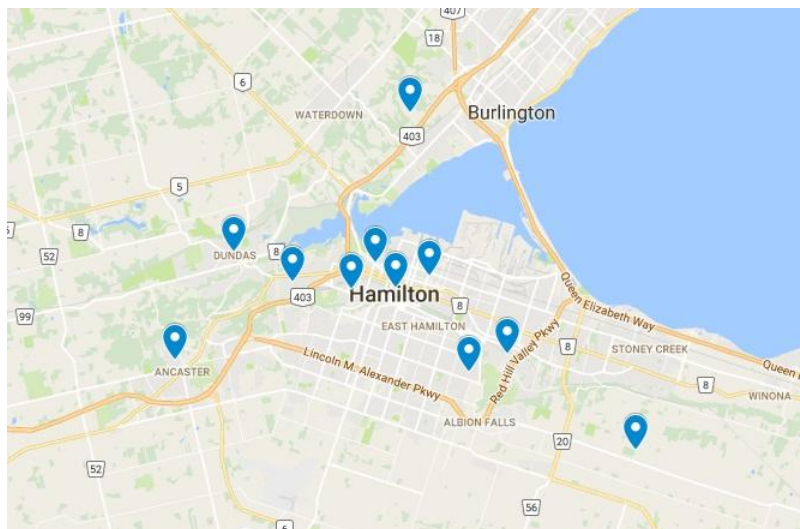 407
18
6
Burlington
WATERDOWN
403
5
8
52
DUNDAS
8
403
Hamilton
8
Queen Elizabeth Way
99
EAST HAMILTON
Red Hill Valley Pkwy
8
STONEY CREEK
Lincoln M. Alexander Pkwy
Queen
ANCASTER
8
WINONA
ALBION FALLS
20
52
56
6